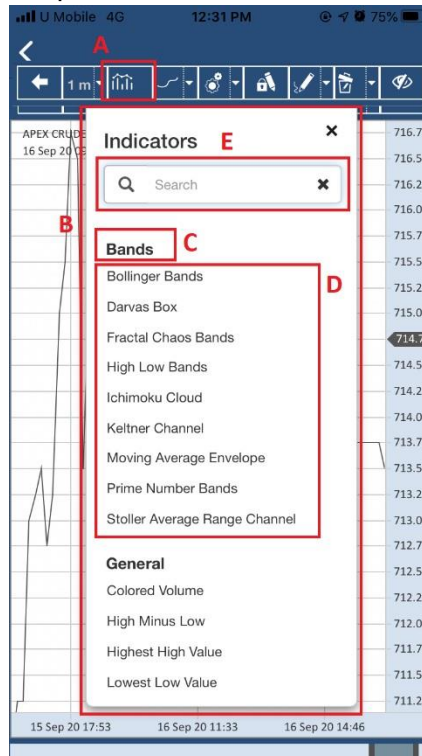 U Mobile 4G 12:31 PM 75%
A
1 m
APEX CRUDE
16 Sep 20
Indicators E ×
Search
B
Bands C
D
Bollinger Bands
Darvas Box
Fractal Chaos Bands
High Low Bands
Ichimoku Cloud
Keltner Channel
Moving Average Envelope
Prime Number Bands
Stoller Average Range Channel
General
Colored Volume
High Minus Low
Highest High Value
Lowest Low Value
716.7
716.5
716.2
716.0
715.7
715.5
715.2
715.0
714.7
714.5
714.2
714.0
713.7
713.5
713.2
713.0
712.7
712.5
712.2
712.0
711.7
711.5
711.2
15 Sep 20 17:53 16 Sep 20 11:33 16 Sep 20 14:46